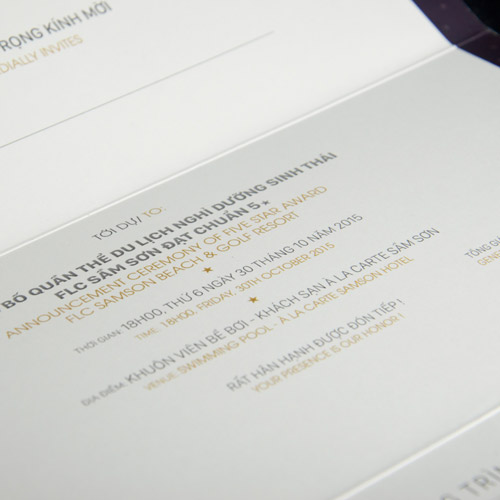 TRỌNG KÍNH MỜI
DIALLY INVITES
TỚI DỰ/ TO:
BỐ QUẦN THỂ DU LỊCH NGHỈ DƯỠNG SINH THÁI
FLC SẦM SƠN ĐẠT CHUẨN 5★
ANNOUNCEMENT CEREMONY OF FIVE STAR AWARD
FLC SAMSON BEACH & GOLF RESORT
THỜI GIAN: 18H00, THỨ 6 NGÀY 30 THÁNG 10 NĂM 2015
TIME: 18H00, FRIDAY, 30TH OCTOBER 2015
ĐỊA ĐIỂM: KHUÔN VIÊN BỂ BƠI - KHÁCH SẠN À LA CARTE SẦM SƠN
VENUE: SWIMMING POOL - À LA CARTE SAMSON HOTEL
RẤT HÂN HẠNH ĐƯỢC ĐÓN TIẾP !
YOUR PRESENCE IS OUR HONOUR !
TỔNG GIÁ
GENE
TRÌN